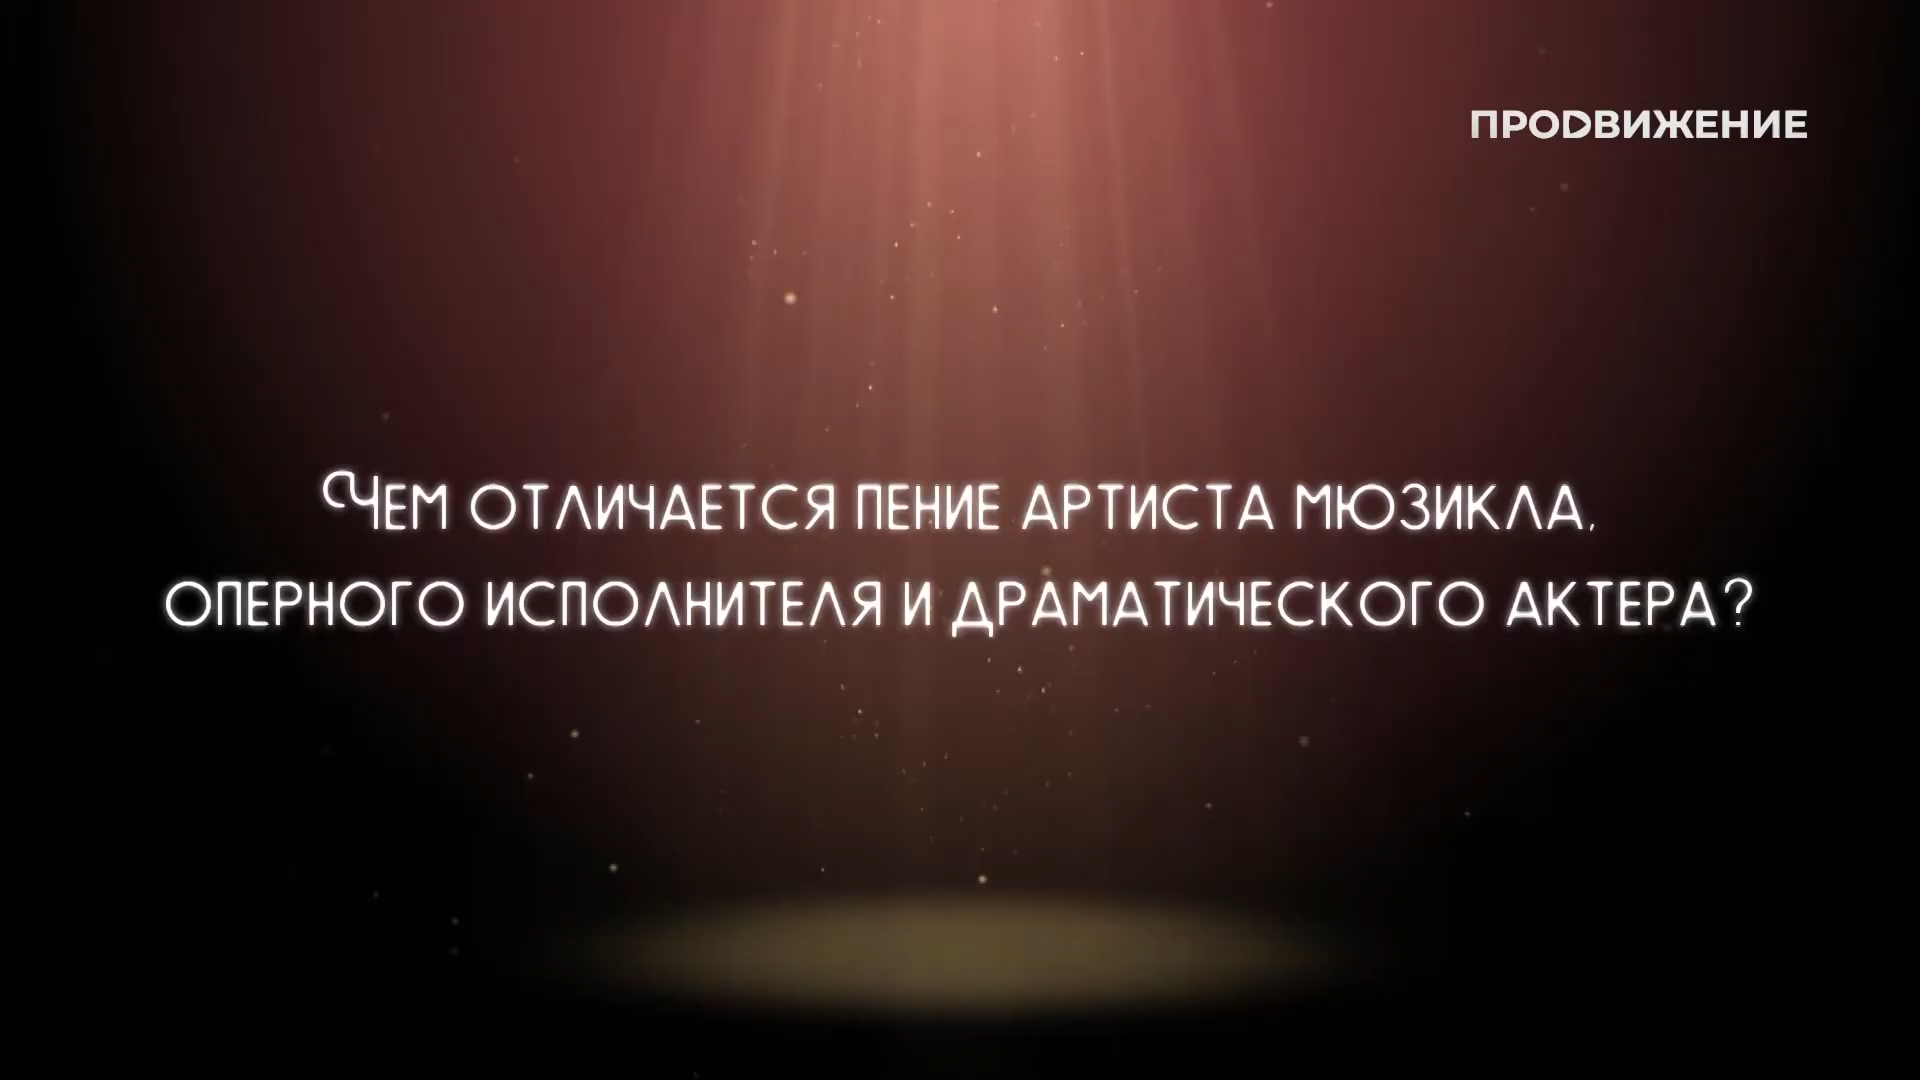 ПРОДВИЖЕНИЕ
Чем отличается пение артиста мюзикла,
оперного исполнителя и драматического актера?